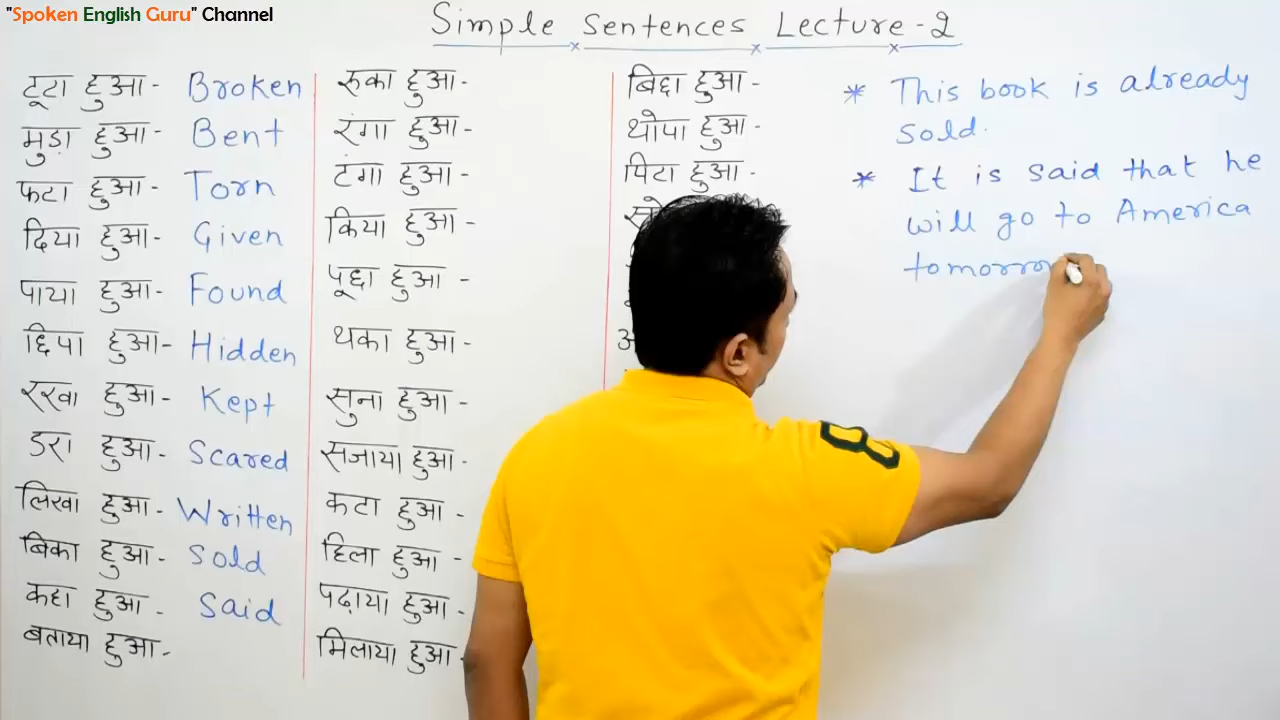 "Spoken English Guru" Channel
Simple Sentences Lecture-2
टूटा हुआ- Broken
मुड़ा हुआ- Bent
फटा हुआ- Torn
दिया हुआ- Given
पाया हुआ- Found
छिपा हुआ- Hidden
रखा हुआ- Kept
डरा हुआ- Scared
लिखा हुआ- Written
बिका हुआ- Sold
कहा हुआ- Said
बताया हुआ-
रुका हुआ-
रंगा हुआ-
टंगा हुआ-
किया हुआ-
पूछा हुआ-
थका हुआ-
सुना हुआ-
सजाया हुआ-
कटा हुआ-
हिला हुआ-
पढ़ाया हुआ-
मिलाया हुआ-
बिछा हुआ-
थोपा हुआ-
पिटा हुआ-
* This book is already
sold.
* It is said that he
will go to America
tomorro